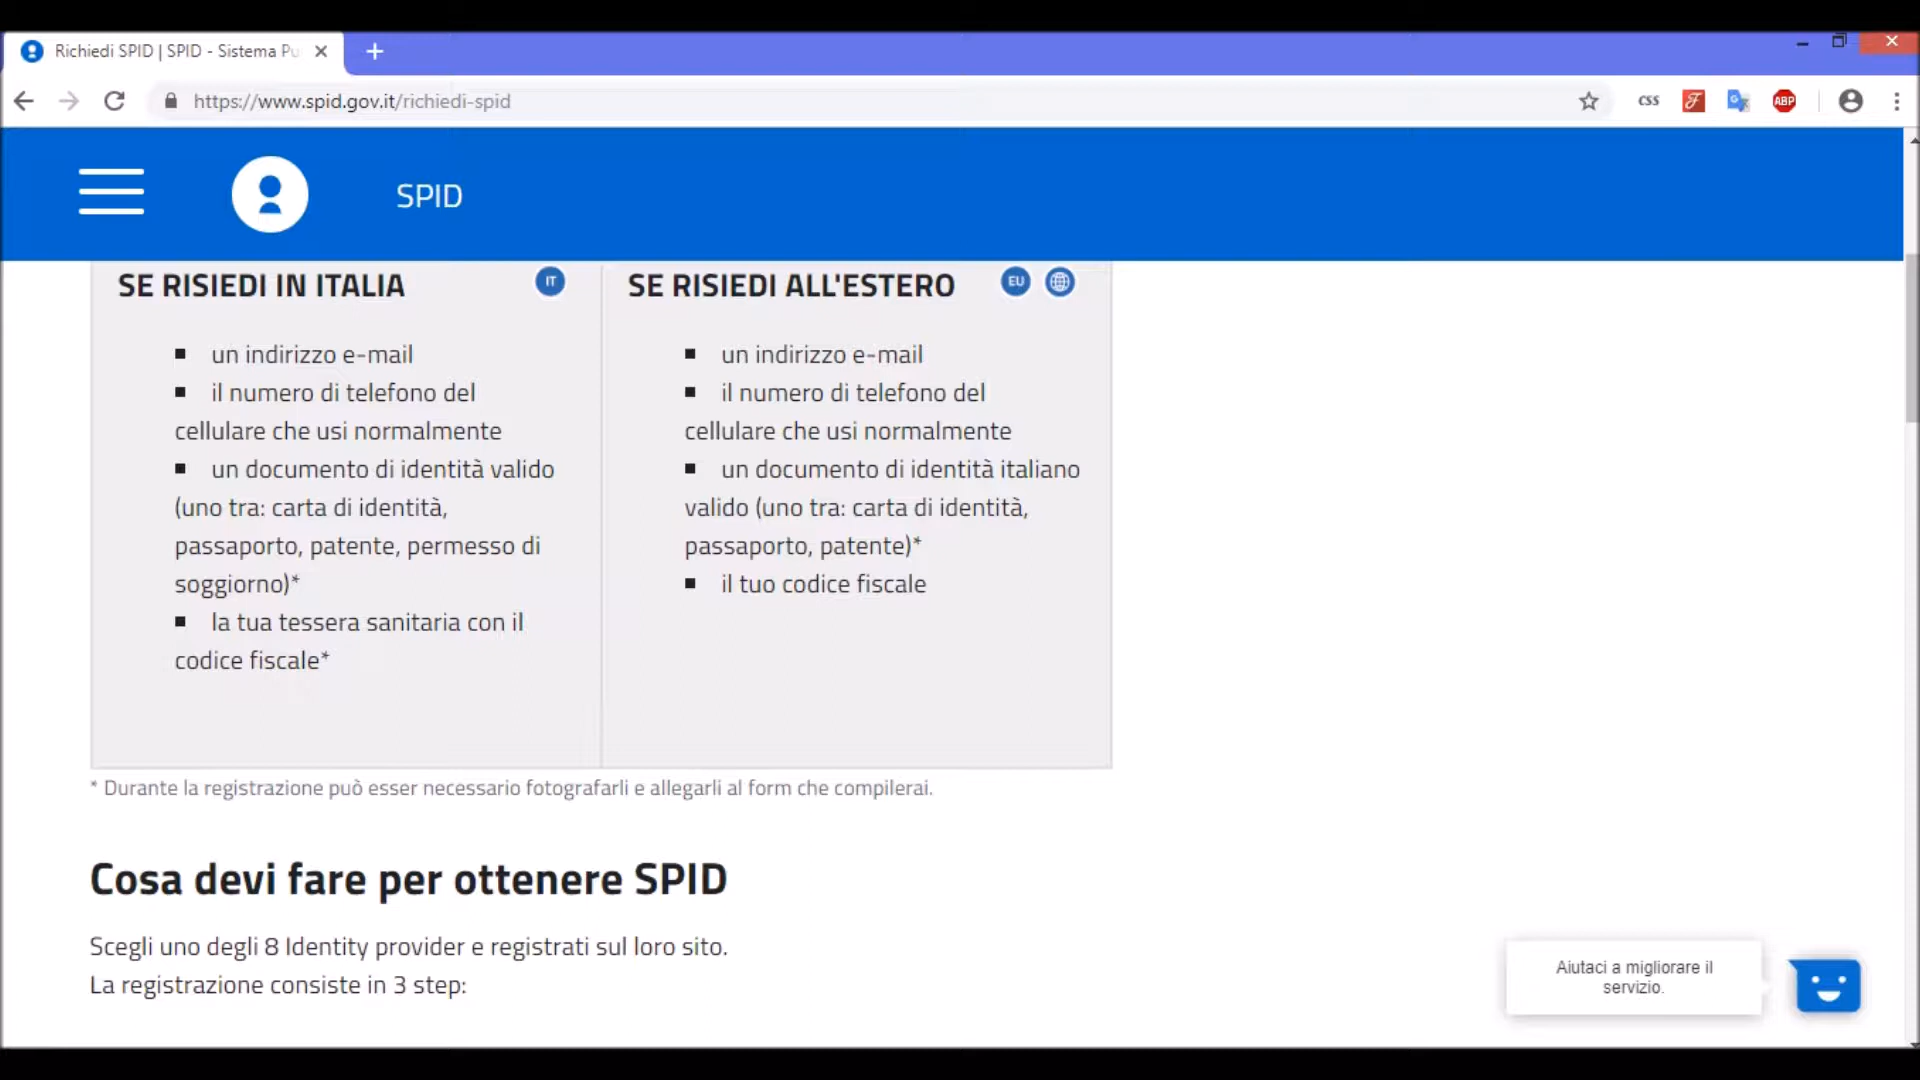 Richiedi SPID | SPID - Sistema Pu
https://www.spid.gov.it/richiedi-spid
css
ABP
SPID
SE RISIEDI IN ITALIA
IT
un indirizzo e-mail
il numero di telefono del
cellulare che usi normalmente
un documento di identità valido
(uno tra: carta di identità,
passaporto, patente, permesso di
soggiorno)*
la tua tessera sanitaria con il
codice fiscale*
SE RISIEDI ALL'ESTERO
EU
un indirizzo e-mail
il numero di telefono del
cellulare che usi normalmente
un documento di identità italiano
valido (uno tra: carta di identità,
passaporto, patente)*
il tuo codice fiscale
* Durante la registrazione può esser necessario fotografarli e allegarli al form che compilerai.
Cosa devi fare per ottenere SPID
Scegli uno degli 8 Identity provider e registrati sul loro sito.
La registrazione consiste in 3 step:
Aiutaci a migliorare il
servizio.